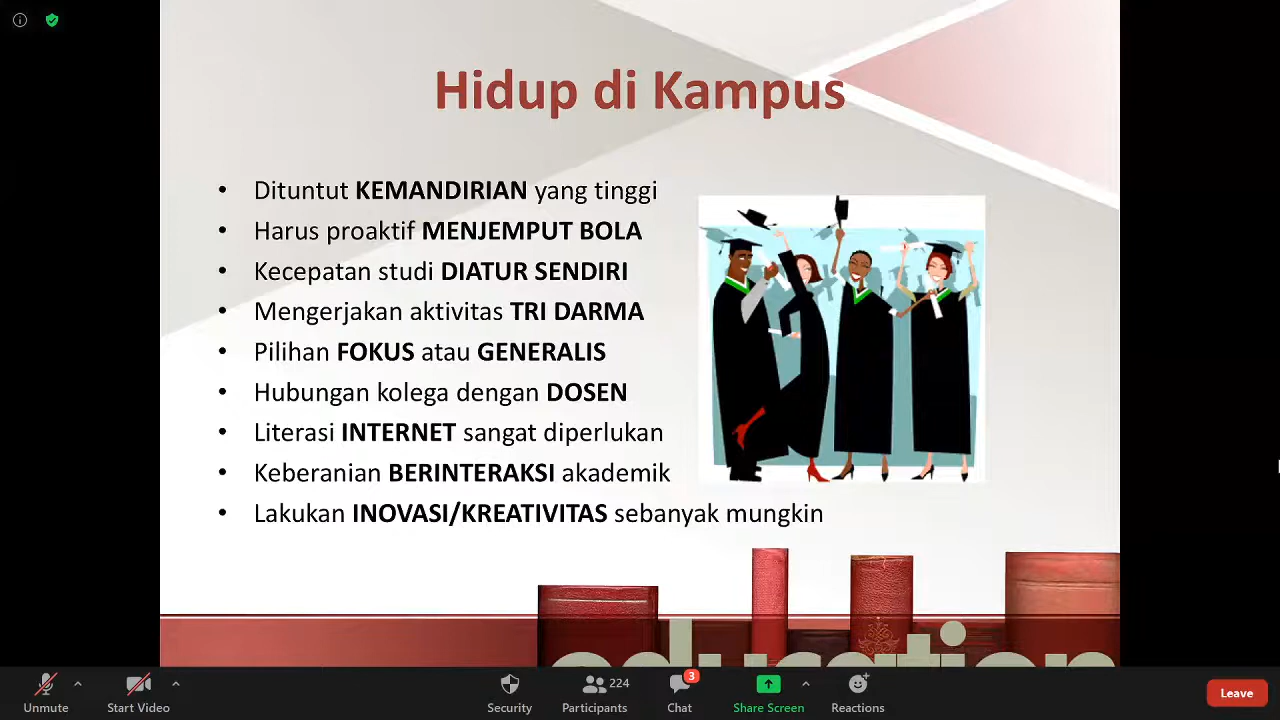 Hidup di Kampus
• Dituntut KEMANDIRIAN yang tinggi
• Harus proaktif MENJEMPUT BOLA
• Kecepatan studi DIATUR SENDIRI
• Mengerjakan aktivitas TRI DARMA
• Pilihan FOKUS atau GENERALIS
• Hubungan kolega dengan DOSEN
• Literasi INTERNET sangat diperlukan
• Keberanian BERINTERAKSI akademik
• Lakukan INOVASI/KREATIVITAS sebanyak mungkin
education
224
3
Unmute Start Video Security Participants Chat Share Screen Reactions Leave